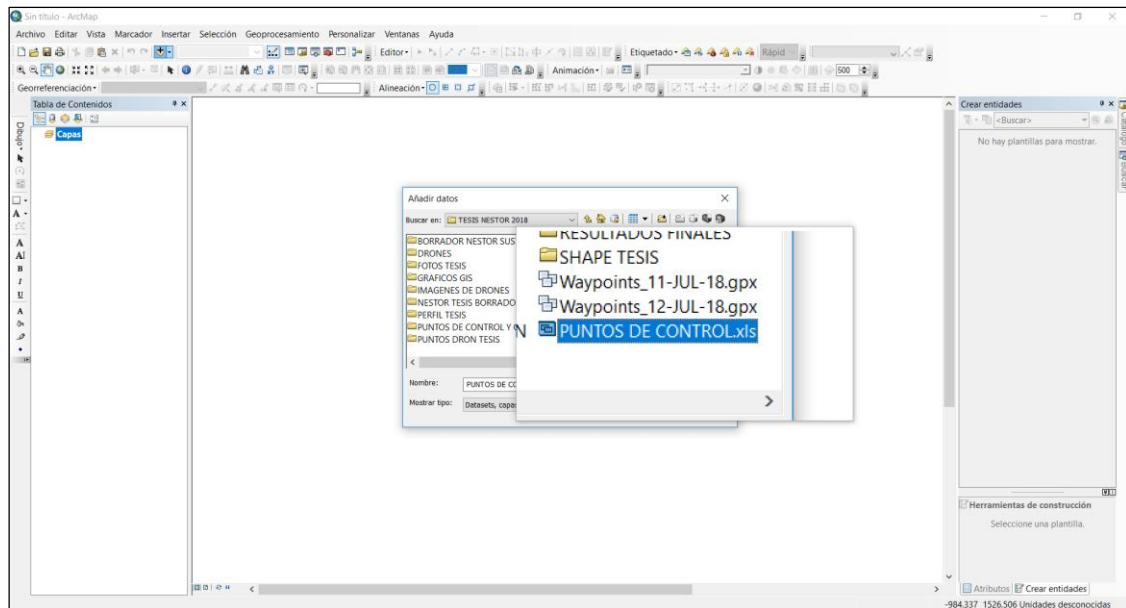 Sin título - ArcMap
Archivo Editar Vista Marcador Insertar Selección Geoprocesamiento Personalizar Ventanas Ayuda
Editor Etiquetado Rápido
Animación 500
Georreferenciación Alineación
Tabla de Contenidos
Capas
Dibujo
Crear entidades
<Buscar>
No hay plantillas para mostrar.
Catálogo
Buscar
Añadir datos
Buscar en: TESIS NESTOR 2018
BORRADOR NESTOR SUS
DRONES
FOTOS TESIS
GRAFICOS GIS
IMAGENES DE DRONES
NESTOR TESIS BORRADO
PERFIL TESIS
PUNTOS DE CONTROL Y
PUNTOS DRON TESIS
RESULTADOS FINALES
SHAPE TESIS
Waypoints_11-JUL-18.gpx
Waypoints_12-JUL-18.gpx
N PUNTOS DE CONTROL.xls
Nombre: PUNTOS DE CO
Mostrar tipo: Datasets, capa
Herramientas de construcción
Seleccione una plantilla.
Atributos Crear entidades
-984.337 1526.506 Unidades desconocidas